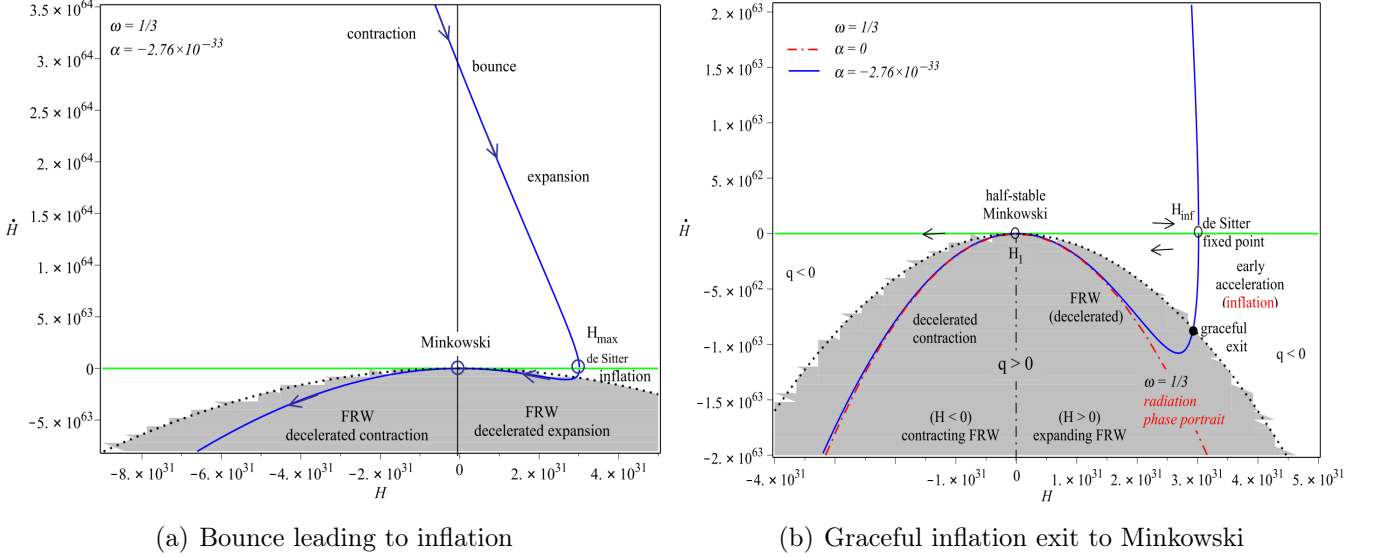 3.5 × 10^64
ω = 1/3
α = −2.76×10^−33
contraction
3. × 10^64
bounce
2.5 × 10^64
2. × 10^64
expansion
1.5 × 10^64
Ḣ
1. × 10^64
5. × 10^63
Minkowski
H_max
de Sitter
0
inflation
FRW
decelerated contraction
FRW
decelerated expansion
−5. × 10^63
−8. × 10^31
−6. × 10^31
−4. × 10^31
−2. × 10^31
0
2. × 10^31
4. × 10^31
H
(a) Bounce leading to inflation
2. × 10^63
ω = 1/3
α = 0
α = −2.76×10^−33
1.5 × 10^63
1. × 10^63
5. × 10^62
half-stable
Minkowski
H_inf
de Sitter
fixed point
Ḣ
0
H_1
q < 0
early
acceleration
(inflation)
−5. × 10^62
FRW
(decelerated)
decelerated
contraction
graceful
exit
q < 0
−1. × 10^63
q > 0
ω = 1/3
radiation
phase portrait
−1.5 × 10^63
(H < 0)
contracting FRW
(H > 0)
expanding FRW
−2. × 10^63
−4. × 10^31
−1. × 10^31
0
1. × 10^31
2. × 10^31
3. × 10^31
4. × 10^31
5. × 10^31
H
(b) Graceful inflation exit to Minkowski